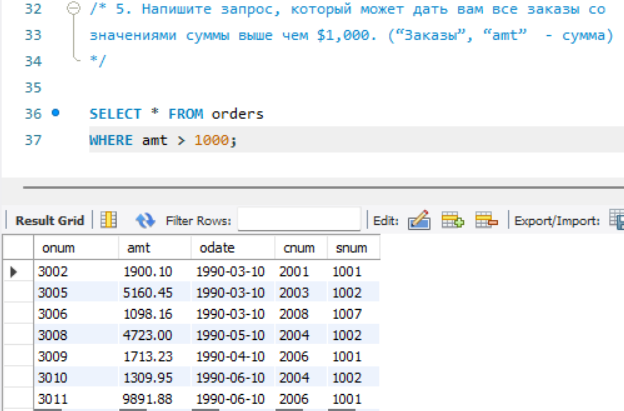 32 /* 5. Напишите запрос, который может дать вам все заказы со
33 значениями суммы выше чем $1,000. (“Заказы”, “amt”  - сумма)
34 */
35
36 SELECT * FROM orders
37 WHERE amt > 1000;
Result Grid Filter Rows: Edit: Export/Import:
onum amt odate cnum snum
3002 1900.10 1990-03-10 2001 1001
3005 5160.45 1990-03-10 2003 1002
3006 1098.16 1990-03-10 2008 1007
3008 4723.00 1990-05-10 2004 1002
3009 1713.23 1990-04-10 2006 1001
3010 1309.95 1990-06-10 2004 1002
3011 9891.88 1990-06-10 2006 1001